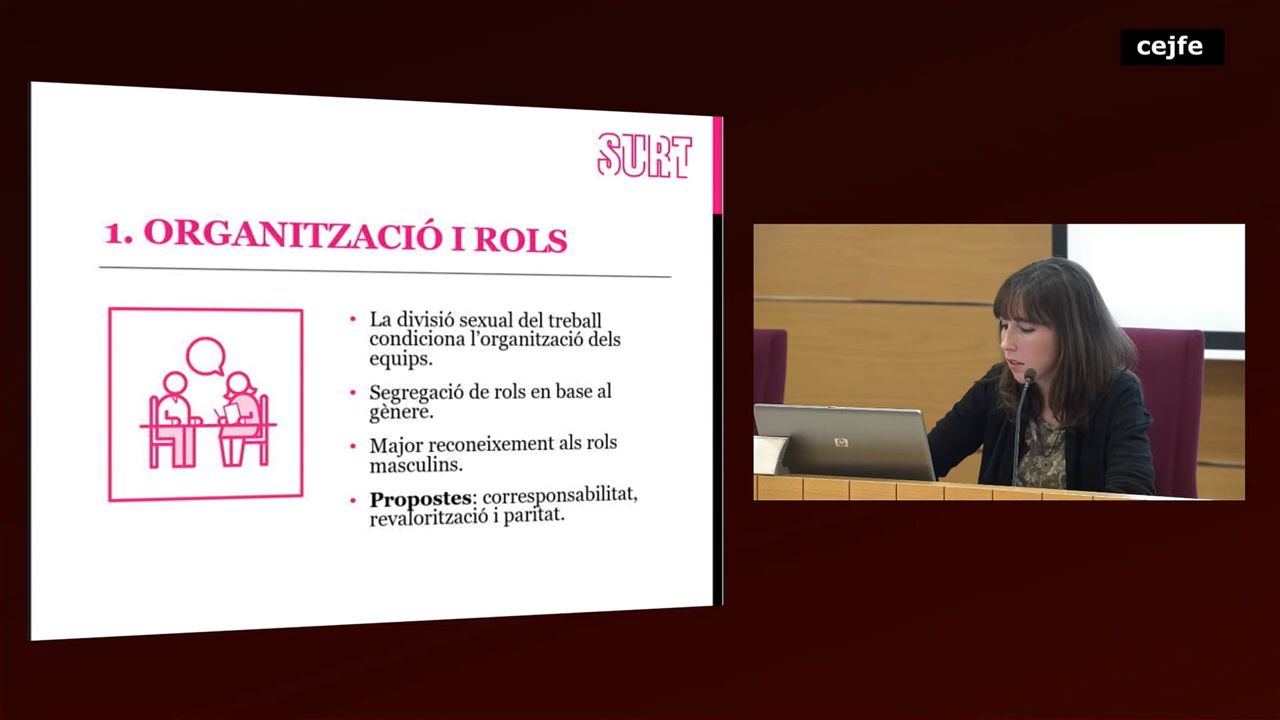 cejfe
SURT
1. ORGANITZACIÓ I ROLS
• La divisió sexual del treball
condiciona l'organització dels
equips.
• Segregació de rols en base al
gènere.
• Major reconeixement als rols
masculins.
• Propostes: corresponsabilitat,
revalorització i paritat.
hp